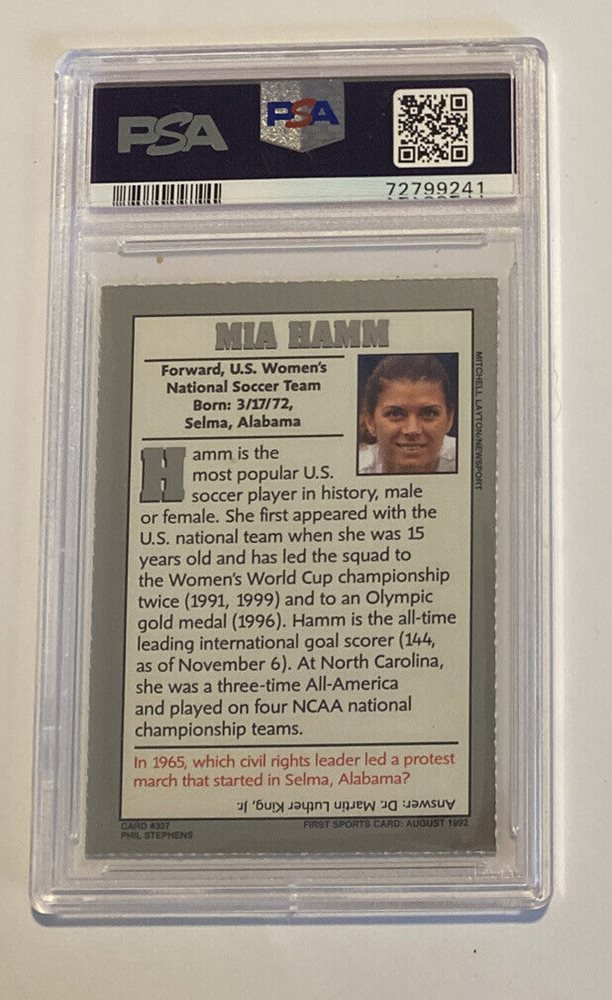 PSA
PSA
72799241
MIA HAMM
Forward, U.S. Women's
National Soccer Team
Born: 3/17/72,
Selma, Alabama
MITCHELL LAYTON/NEWSPORT
Hamm is the
most popular U.S.
soccer player in history, male
or female. She first appeared with the
U.S. national team when she was 15
years old and has led the squad to
the Women's World Cup championship
twice (1991, 1999) and to an Olympic
gold medal (1996). Hamm is the all-time
leading international goal scorer (144,
as of November 6). At North Carolina,
she was a three-time All-America
and played on four NCAA national
championship teams.
In 1965, which civil rights leader led a protest
march that started in Selma, Alabama?
Answer: Dr. Martin Luther King, Jr.
CARD #337
PHIL STEPHENS
FIRST SPORTS CARD: AUGUST 1992